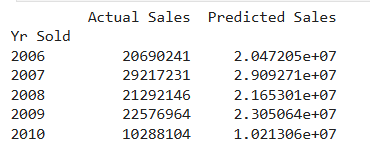 Actual Sales Predicted Sales
Yr Sold
2006 20690241 2.047205e+07
2007 29217231 2.909271e+07
2008 21292146 2.165301e+07
2009 22576964 2.305064e+07
2010 10288104 1.021306e+07